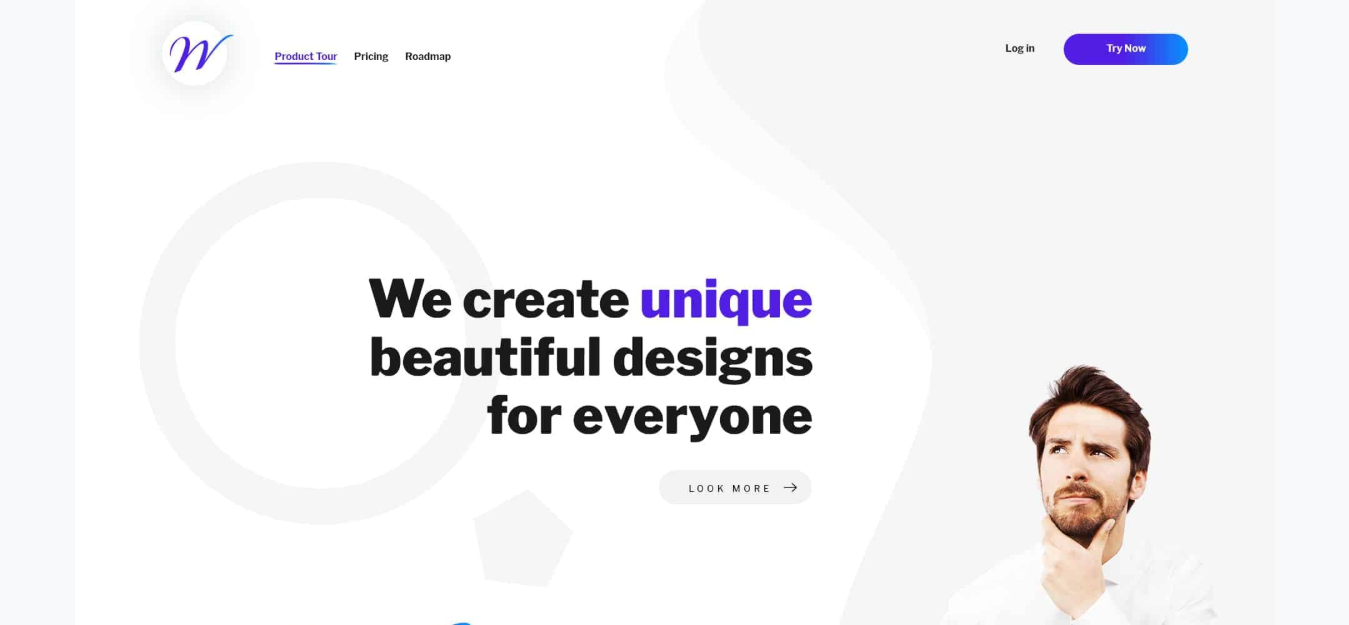 W
Product Tour
Pricing
Roadmap
Log in
Try Now
We create unique
beautiful designs
for everyone
LOOK MORE